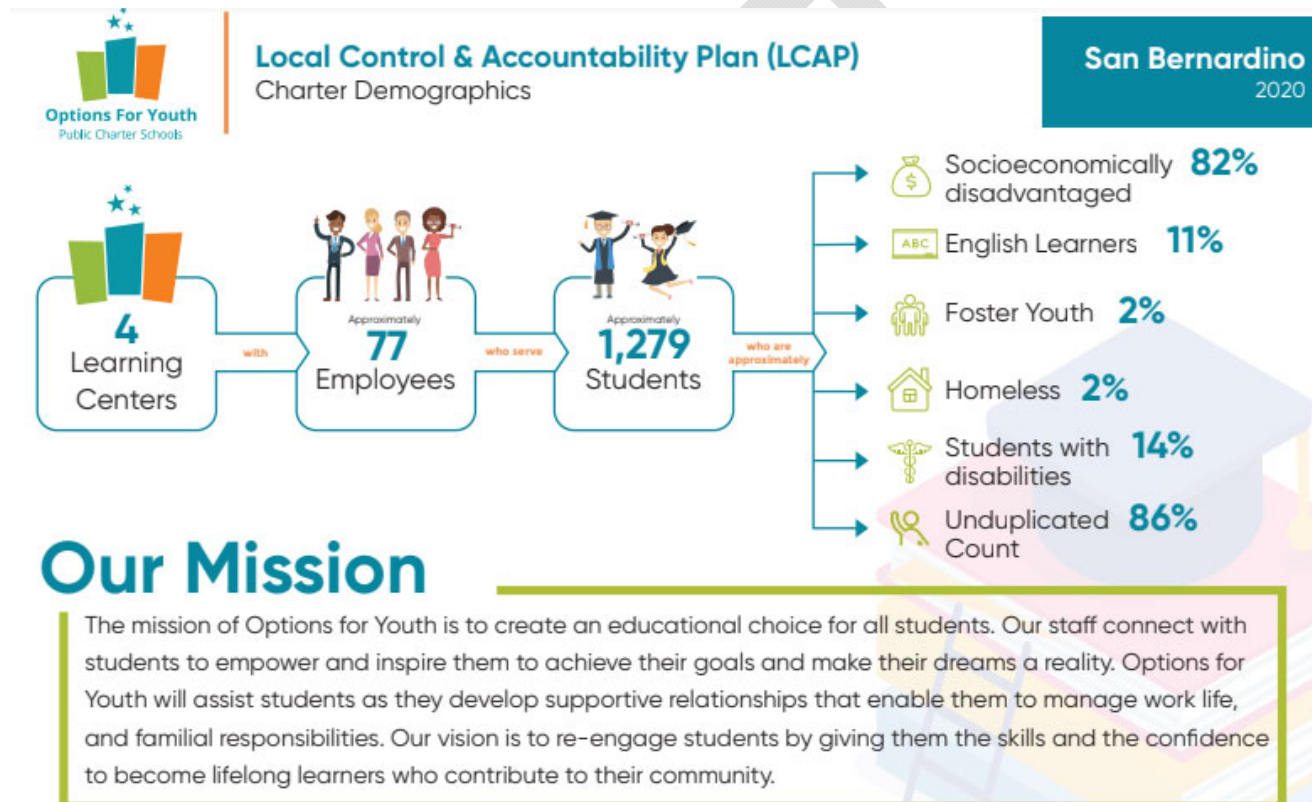 Options For Youth
Public Charter Schools
Local Control & Accountability Plan (LCAP)
Charter Demographics
San Bernardino
2020
4
Learning
Centers
with
Approximately
77
Employees
who serve
Approximately
1,279
Students
who are
approximately
$
Socioeconomically 82%
disadvantaged
ABC
English Learners 11%
Foster Youth 2%
Homeless 2%
Students with 14%
disabilities
Unduplicated 86%
Count
Our Mission
The mission of Options for Youth is to create an educational choice for all students. Our staff connect with
students to empower and inspire them to achieve their goals and make their dreams a reality. Options for
Youth will assist students as they develop supportive relationships that enable them to manage work life,
and familial responsibilities. Our vision is to re-engage students by giving them the skills and the confidence
to become lifelong learners who contribute to their community.